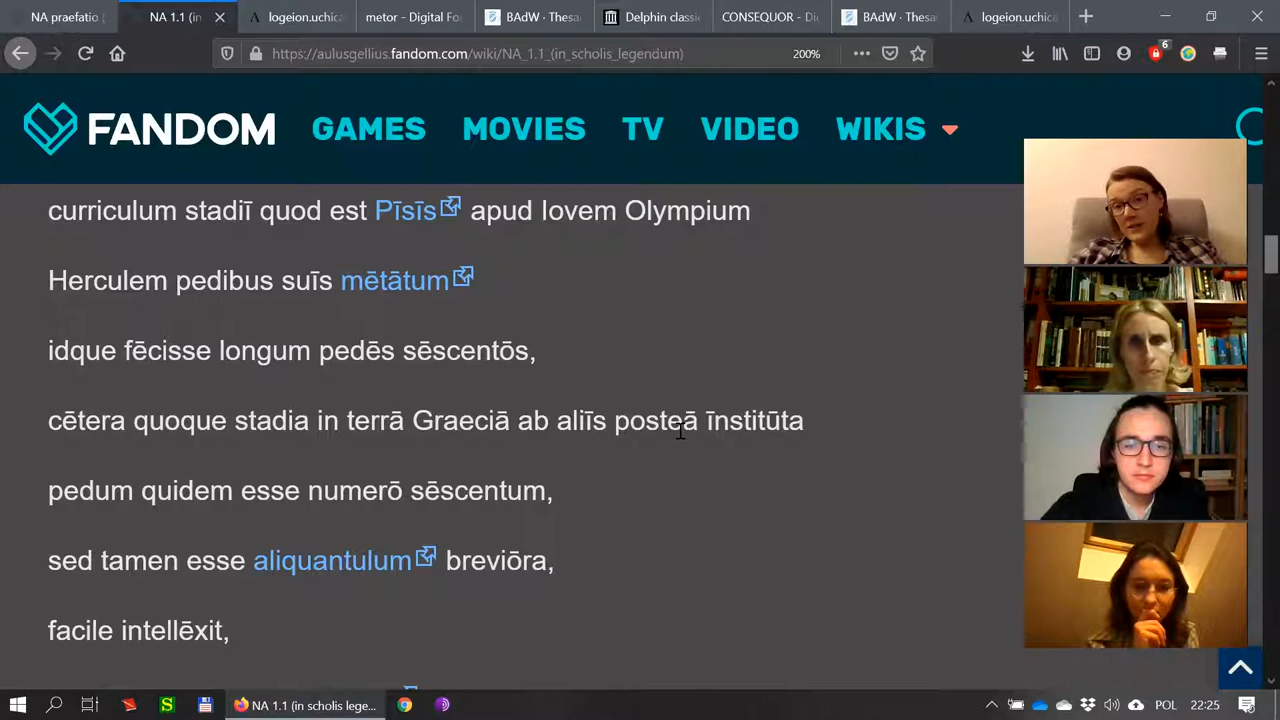 NA praefatio (
NA 1.1 (in
logeion.uchica
metor - Digital Fo
BAdW · Thesa
Delphin classic
CONSEQUOR - Di
BAdW · Thesa
logeion.uchica
https://aulusgellius.fandom.com/wiki/NA_1.1_(in_scholis_legendum)
200%
6
FANDOM
GAMES
MOVIES
TV
VIDEO
WIKIS
curriculum stadiī quod est Pīsīs apud Iovem Olympium
Herculem pedibus suīs mētātum
idque fēcisse longum pedēs sēscentōs,
cētera quoque stadia in terrā Graeciā ab aliīs posteā īnstitūta
pedum quidem esse numerō sēscentum,
sed tamen esse aliquantulum breviōra,
facile intellēxit,
NA 1.1 (in scholis lege...
POL
22:25